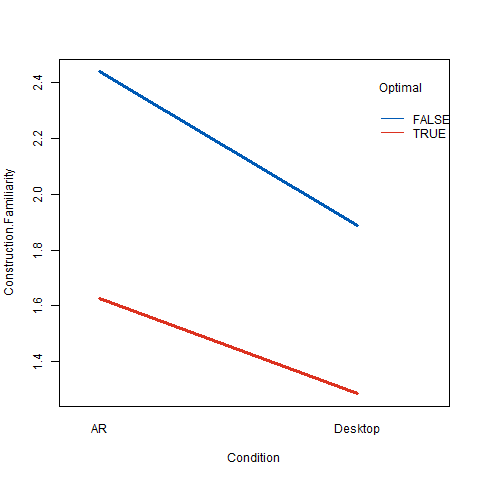 Optimal
FALSE
TRUE
Construction.Familiarity
2.4
2.2
2.0
1.8
1.6
1.4
AR
Desktop
Condition